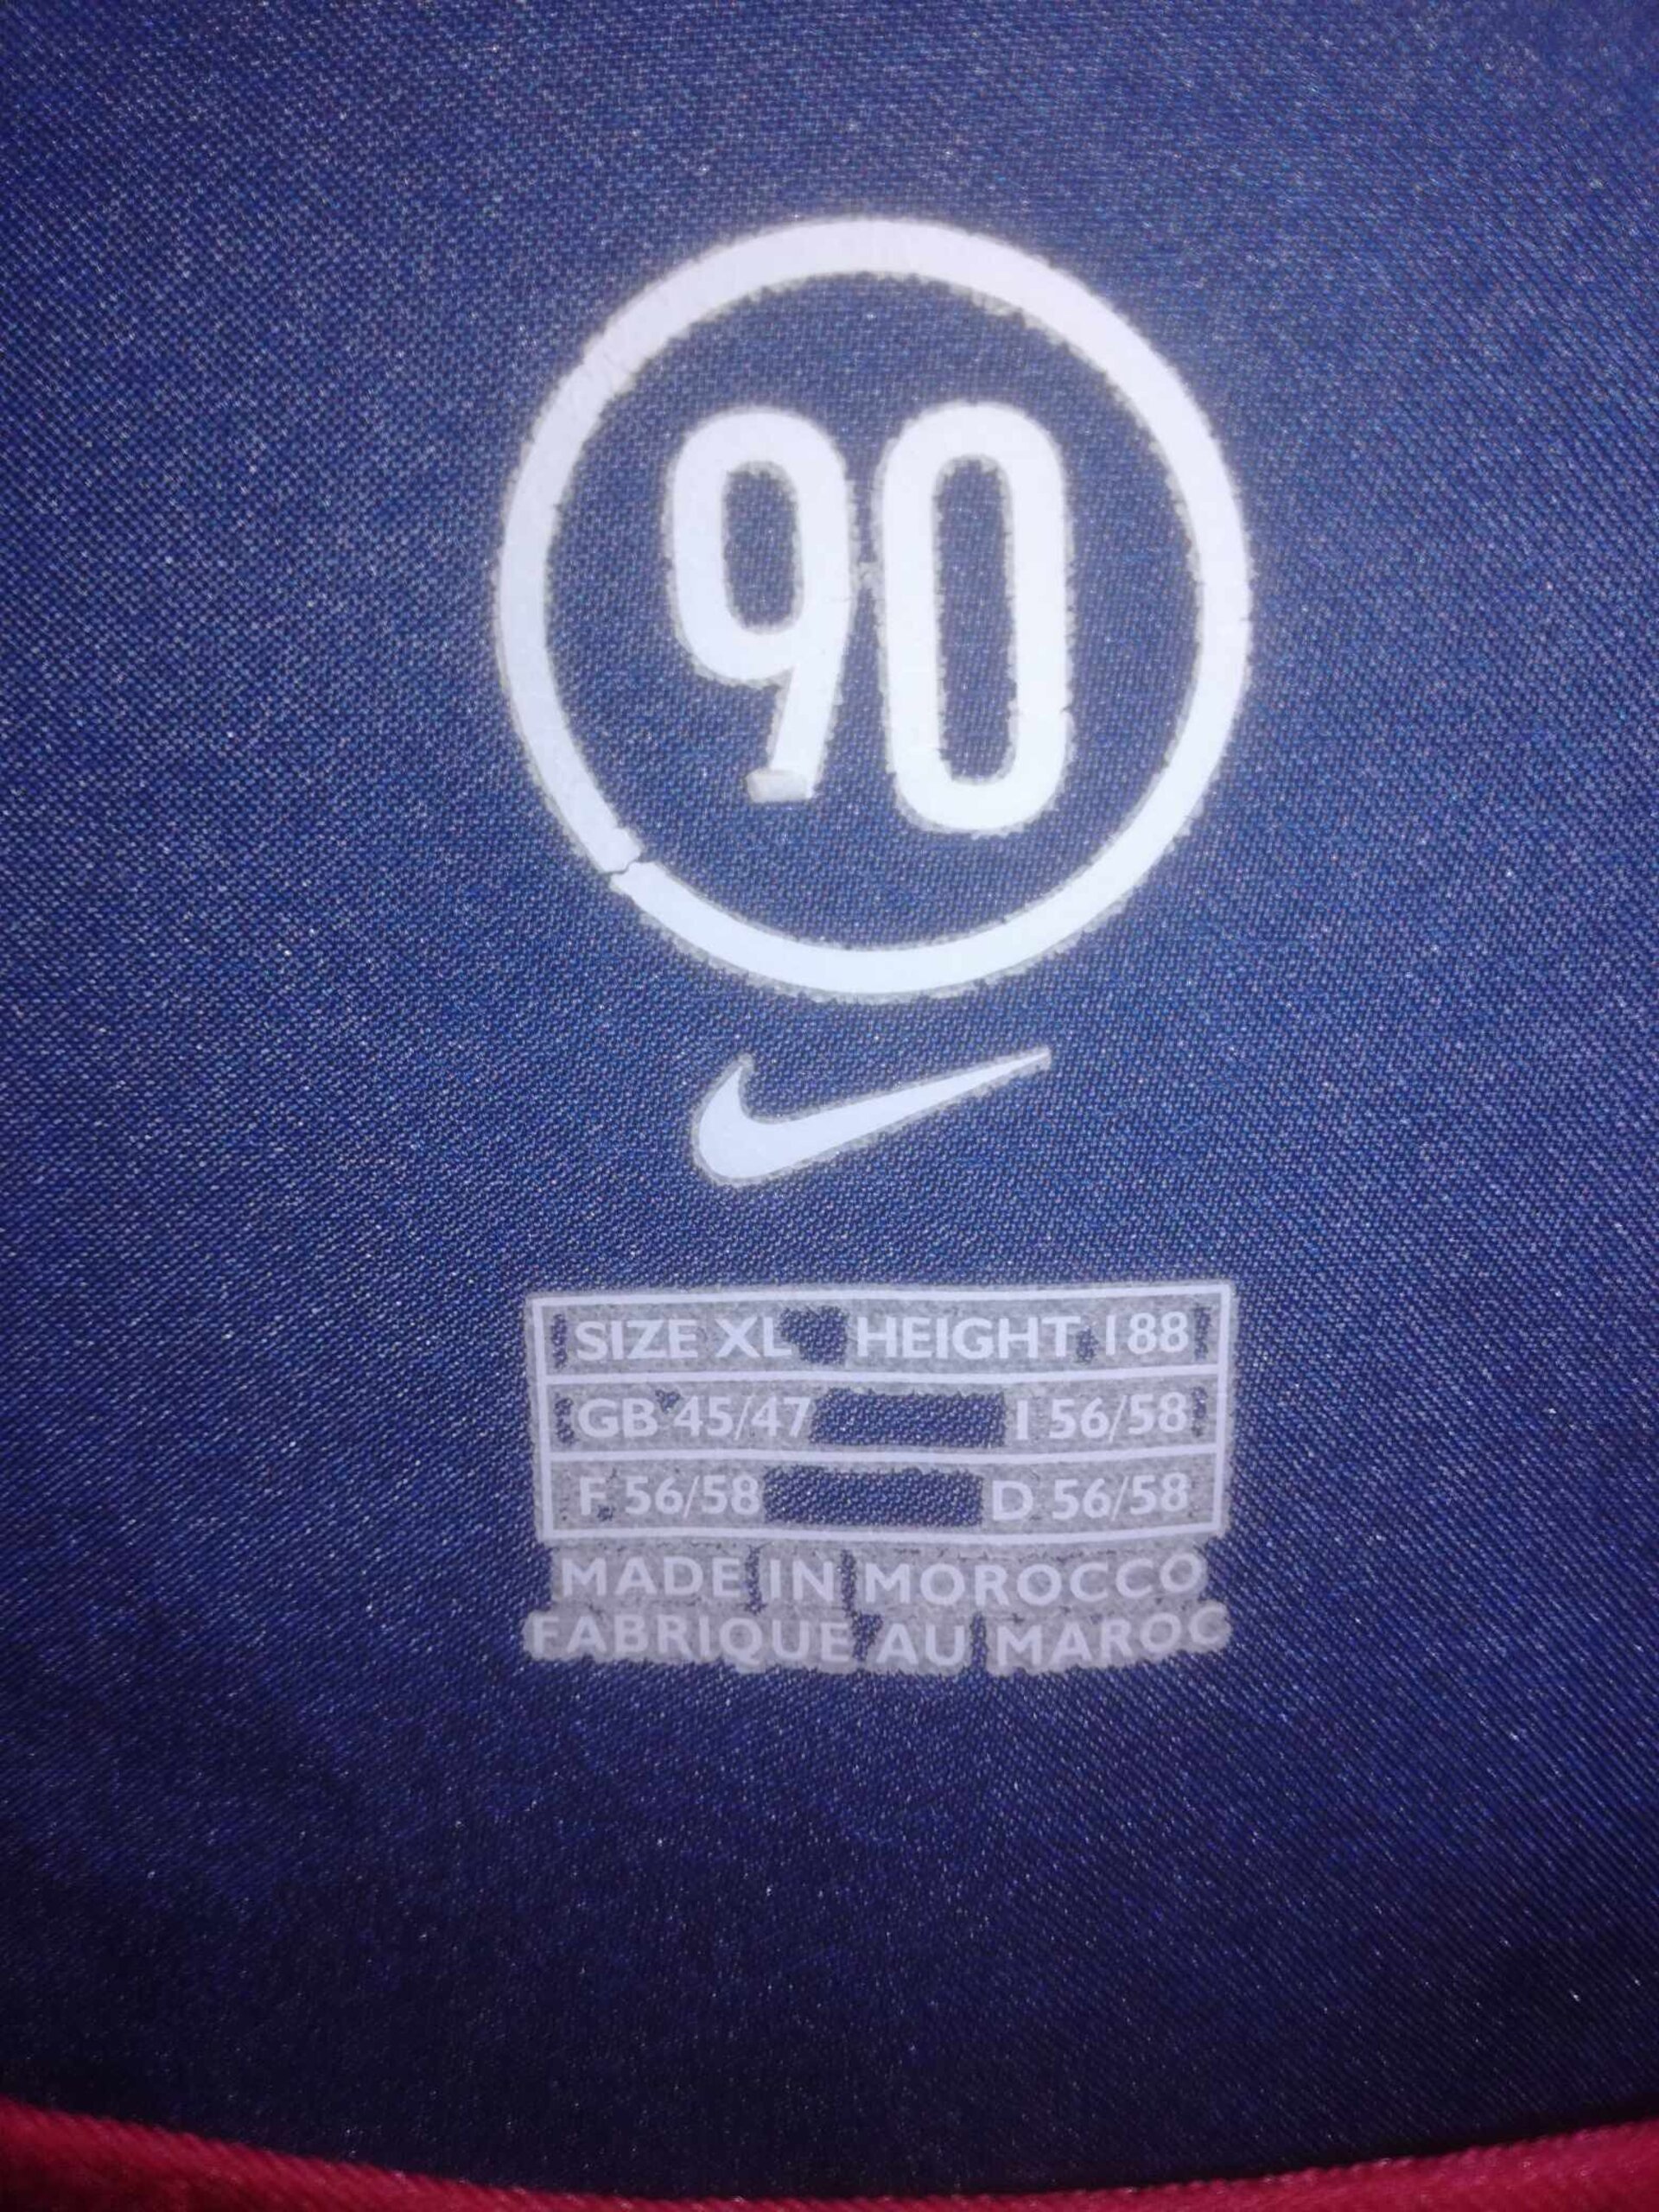 90
SIZE XL HEIGHT 188
GB 45/47 I 56/58
F 56/58 D 56/58
MADE IN MOROCCO
FABRIQUE AU MAROC